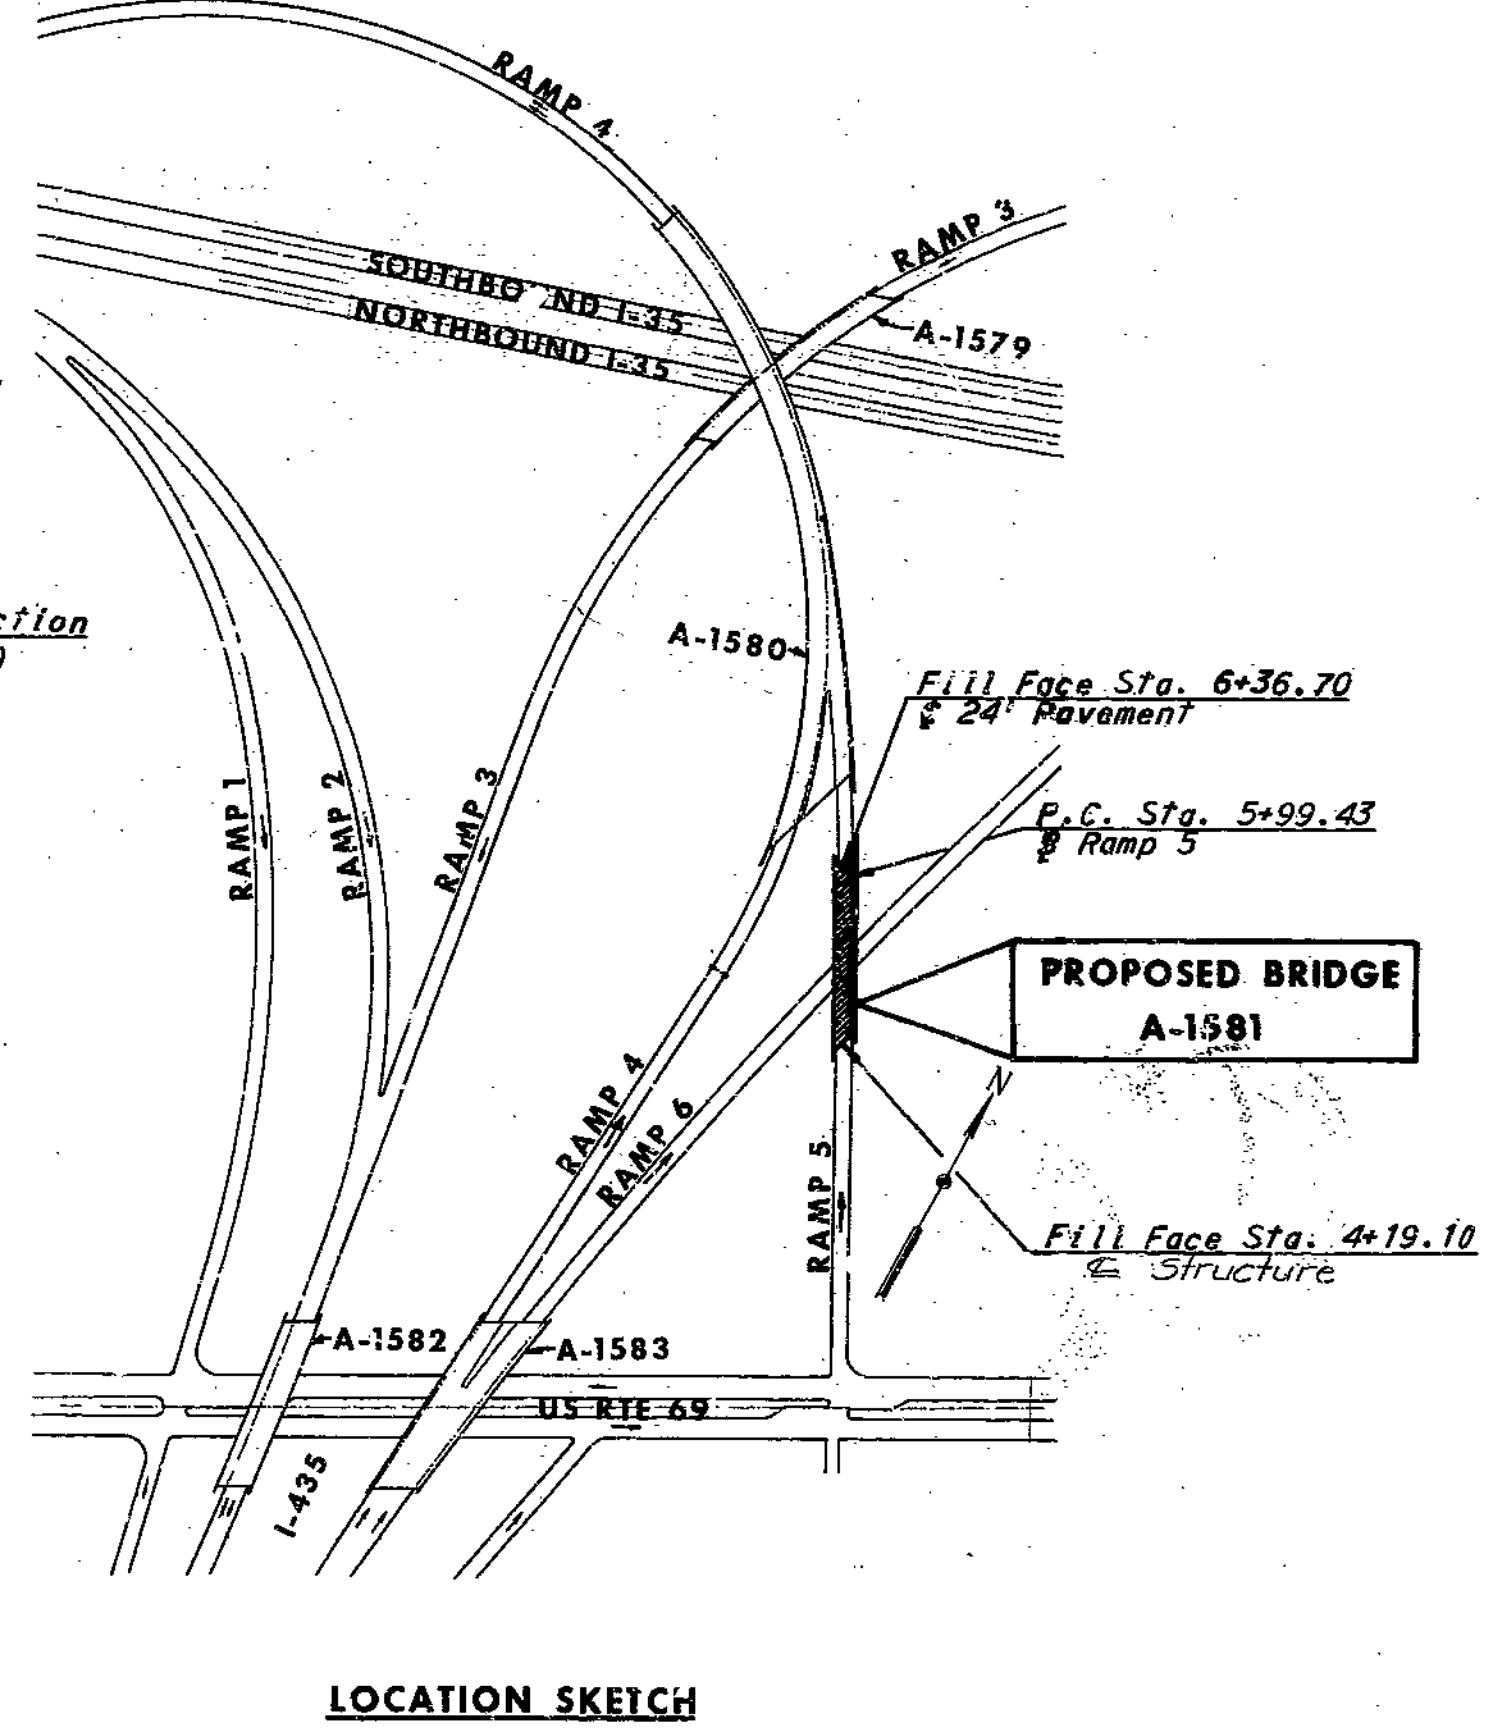 RAMP 4
RAMP 3
SOUTHBO ND I-35
NORTHBOUND I-35
A-1579
ction
A-1580
Fill Face Sta. 6+36.70
℄ 24' Pavement
RAMP 1
RAMP 2
RAMP 3
P.C. Sta. 5+99.43
℄ Ramp 5
PROPOSED BRIDGE
A-1581
N
RAMP 4
RAMP 6
RAMP 5
Fill Face Sta. 4+19.10
℄ Structure
A-1582
A-1583
US RTE 69
I-435
LOCATION SKETCH